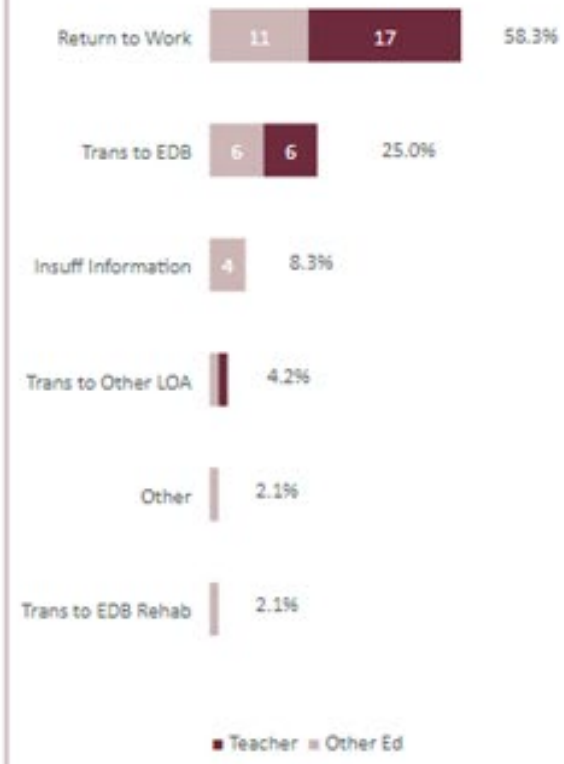 Return to Work 11 17 58.3%
Trans to EDB 6 6 25.0%
Insuff Information 4 8.3%
Trans to Other LOA 4.2%
Other 2.1%
Trans to EDB Rehab 2.1%
Teacher Other Ed